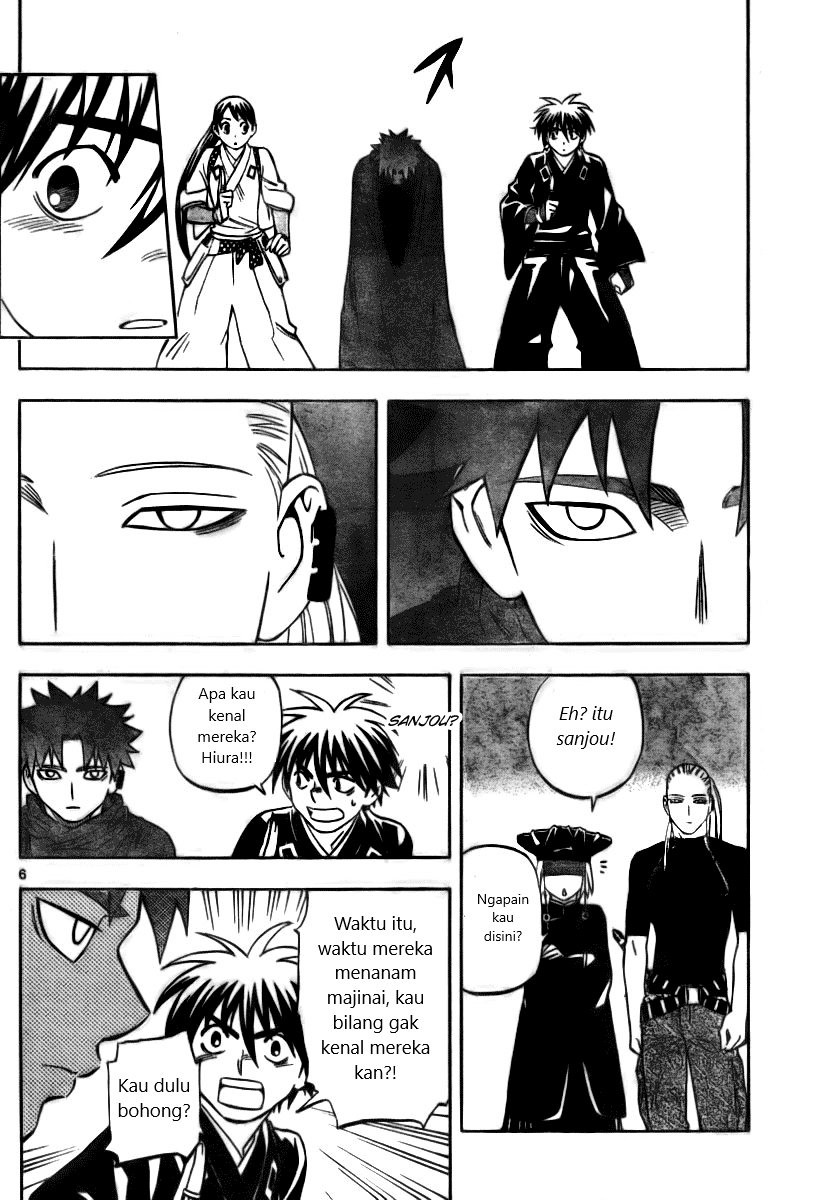 Eh? itu
sanjou!
Ngapain
kau
disini?
SANJOU?
Apa kau
kenal
mereka?
Hiura!!!
6
Waktu itu,
waktu mereka
menanam
majinai, kau
bilang gak
kenal mereka
kan?!
Kau dulu
bohong?